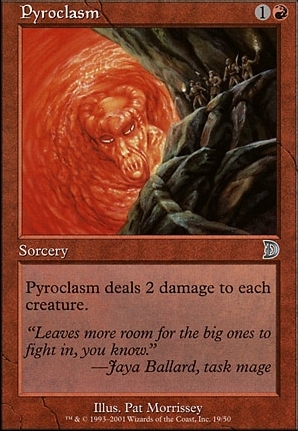 Pyroclasm 1
Sorcery
Pyroclasm deals 2 damage to each
creature.
“Leaves more room for the big ones to
fight in, you know.”
—Jaya Ballard, task mage
Illus. Pat Morrissey
™ & © 1993–2001 Wizards of the Coast, Inc. 19/50